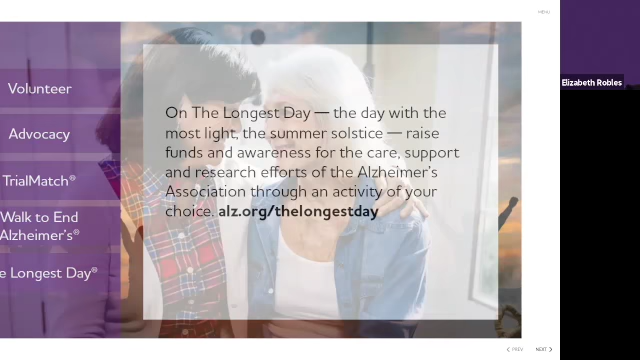 MENU
Volunteer
Advocacy
TrialMatch®
Walk to End
Alzheimer's®
e Longest Day®
On The Longest Day — the day with the
most light, the summer solstice — raise
funds and awareness for the care, support
and research efforts of the Alzheimer's
Association through an activity of your
choice. alz.org/thelongestday
Elizabeth Robles
PREV
NEXT